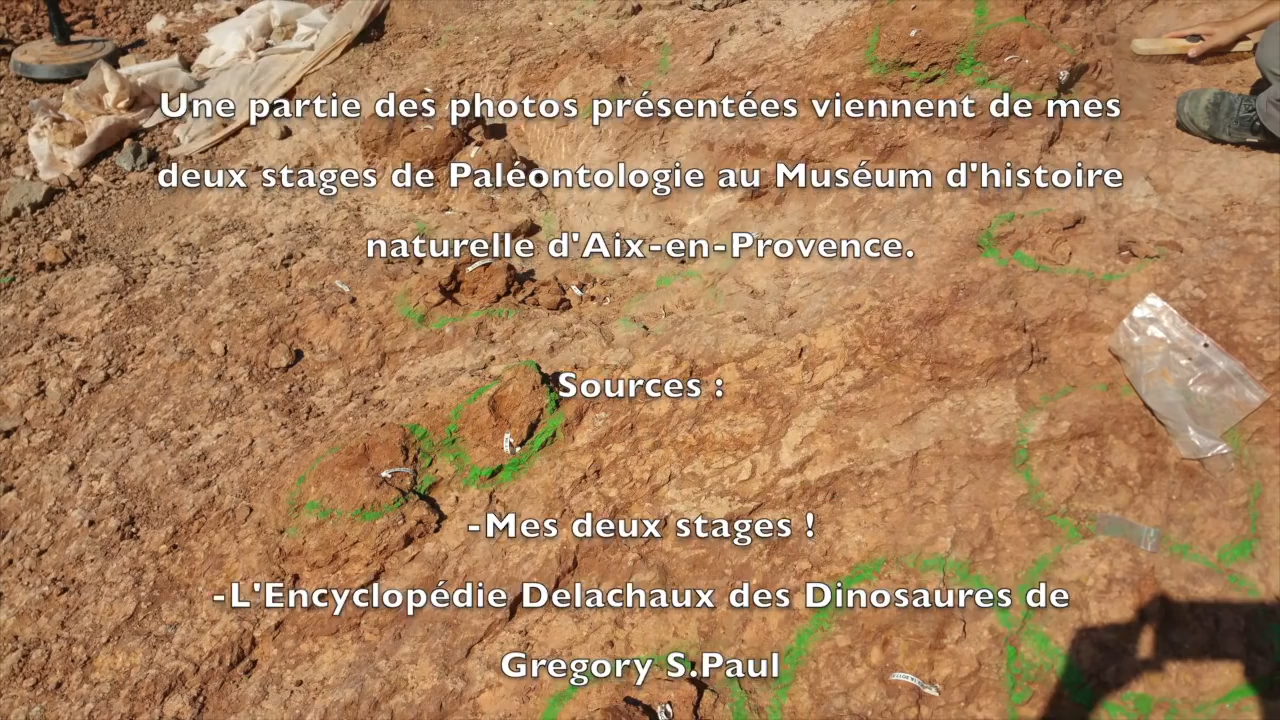 Une partie des photos présentées viennent de mes
deux stages de Paléontologie au Muséum d'histoire
naturelle d'Aix-en-Provence.
Sources :
-Mes deux stages !
-L'Encyclopédie Delachaux des Dinosaures de
Gregory S.Paul